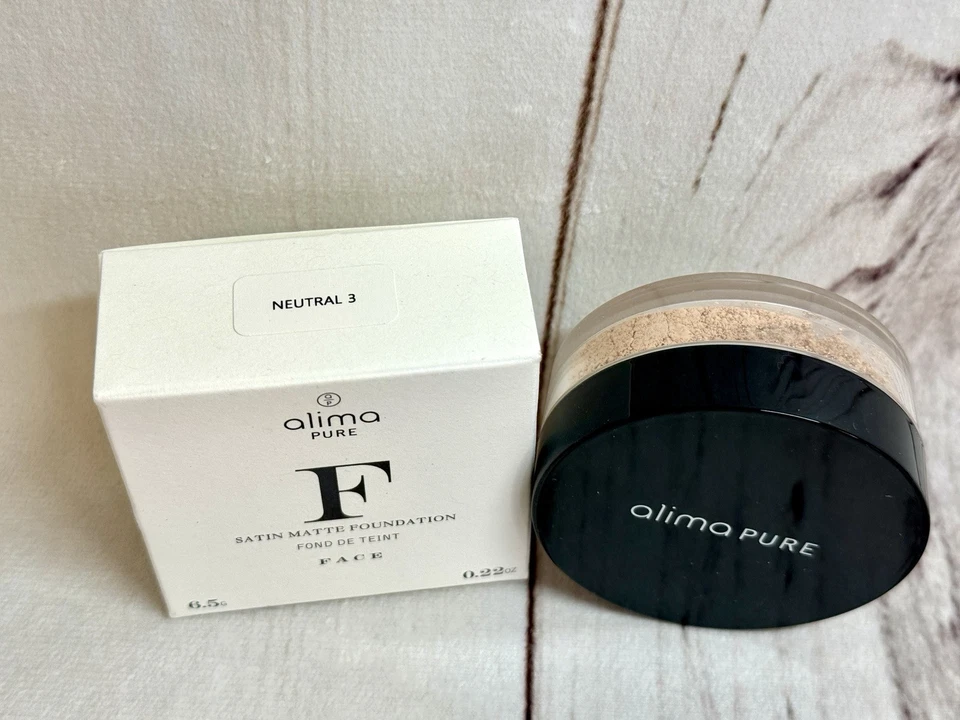 NEUTRAL 3
a
P
alima
PURE
F
SATIN MATTE FOUNDATION
FOND DE TEINT
FACE
6.5G
0.22OZ
alima PURE